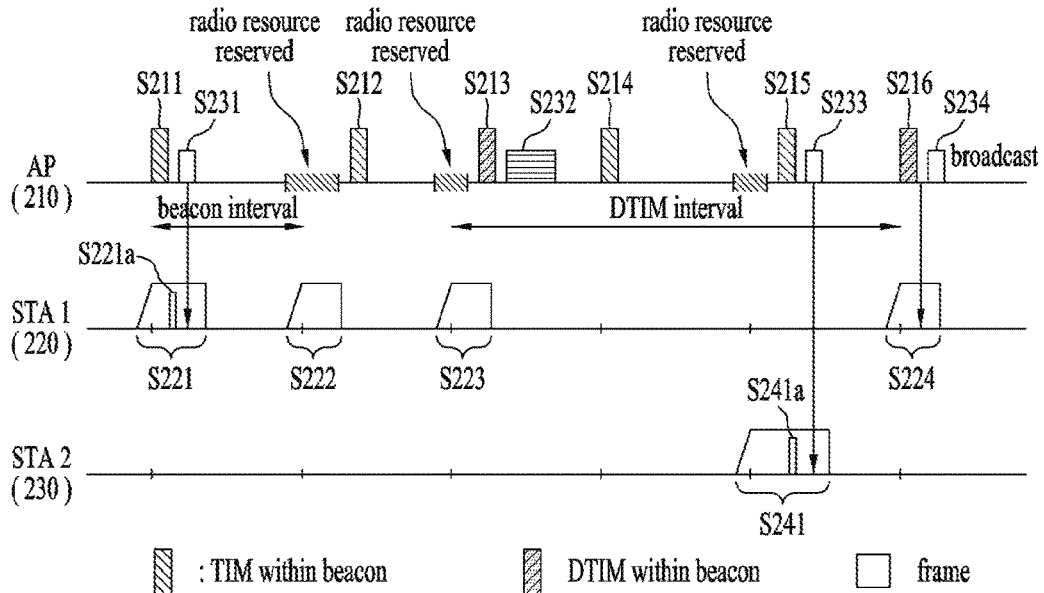 radio resource
reserved
radio resource
reserved
radio resource
reserved
S211
S231
S212
S213
S232
S214
S215
S233
S216
S234
AP
(210)
broadcast
beacon interval
DTIM interval
S221a
STA 1
(220)
S221
S222
S223
S224
S241a
STA 2
(230)
S241
: TIM within beacon
DTIM within beacon
frame